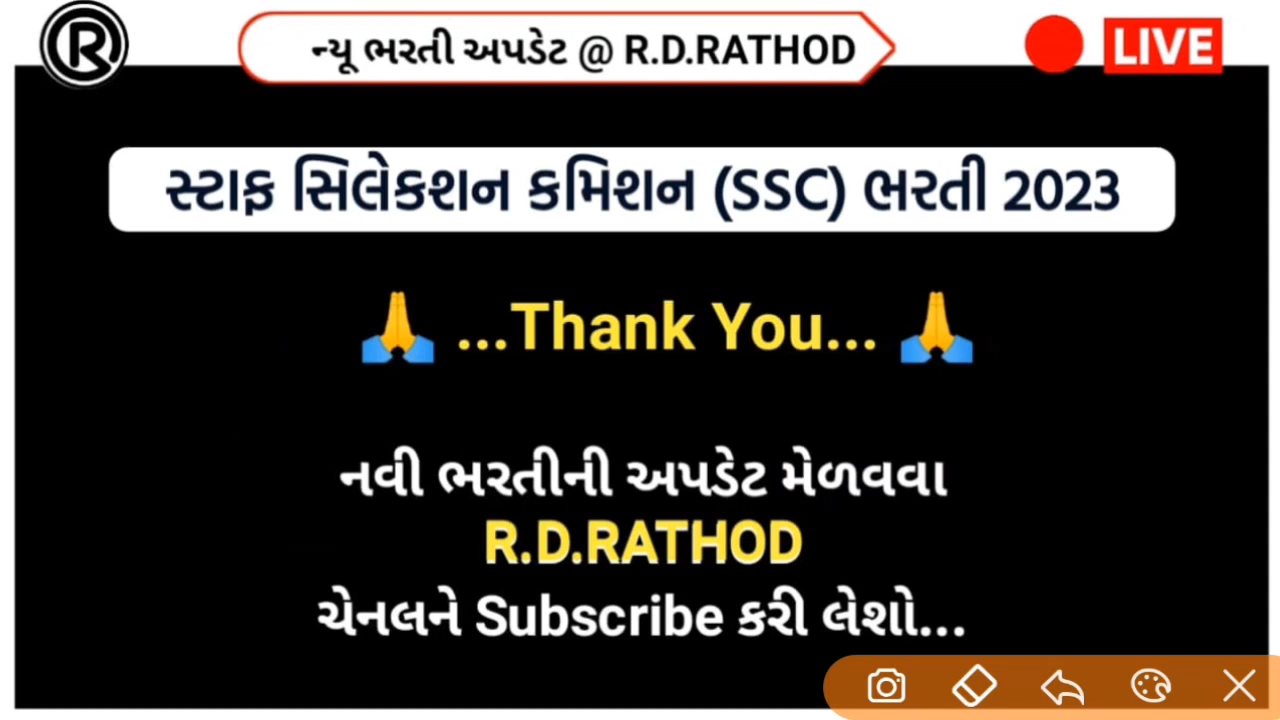 R
ન્યૂ ભરતી અપડેટ @ R.D.RATHOD
LIVE
સ્ટાફ સિલેકશન કમિશન (SSC) ભરતી 2023
🙏 ...Thank You... 🙏
નવી ભરતીની અપડેટ મેળવવા
R.D.RATHOD
ચેનલને Subscribe કરી લેશો...